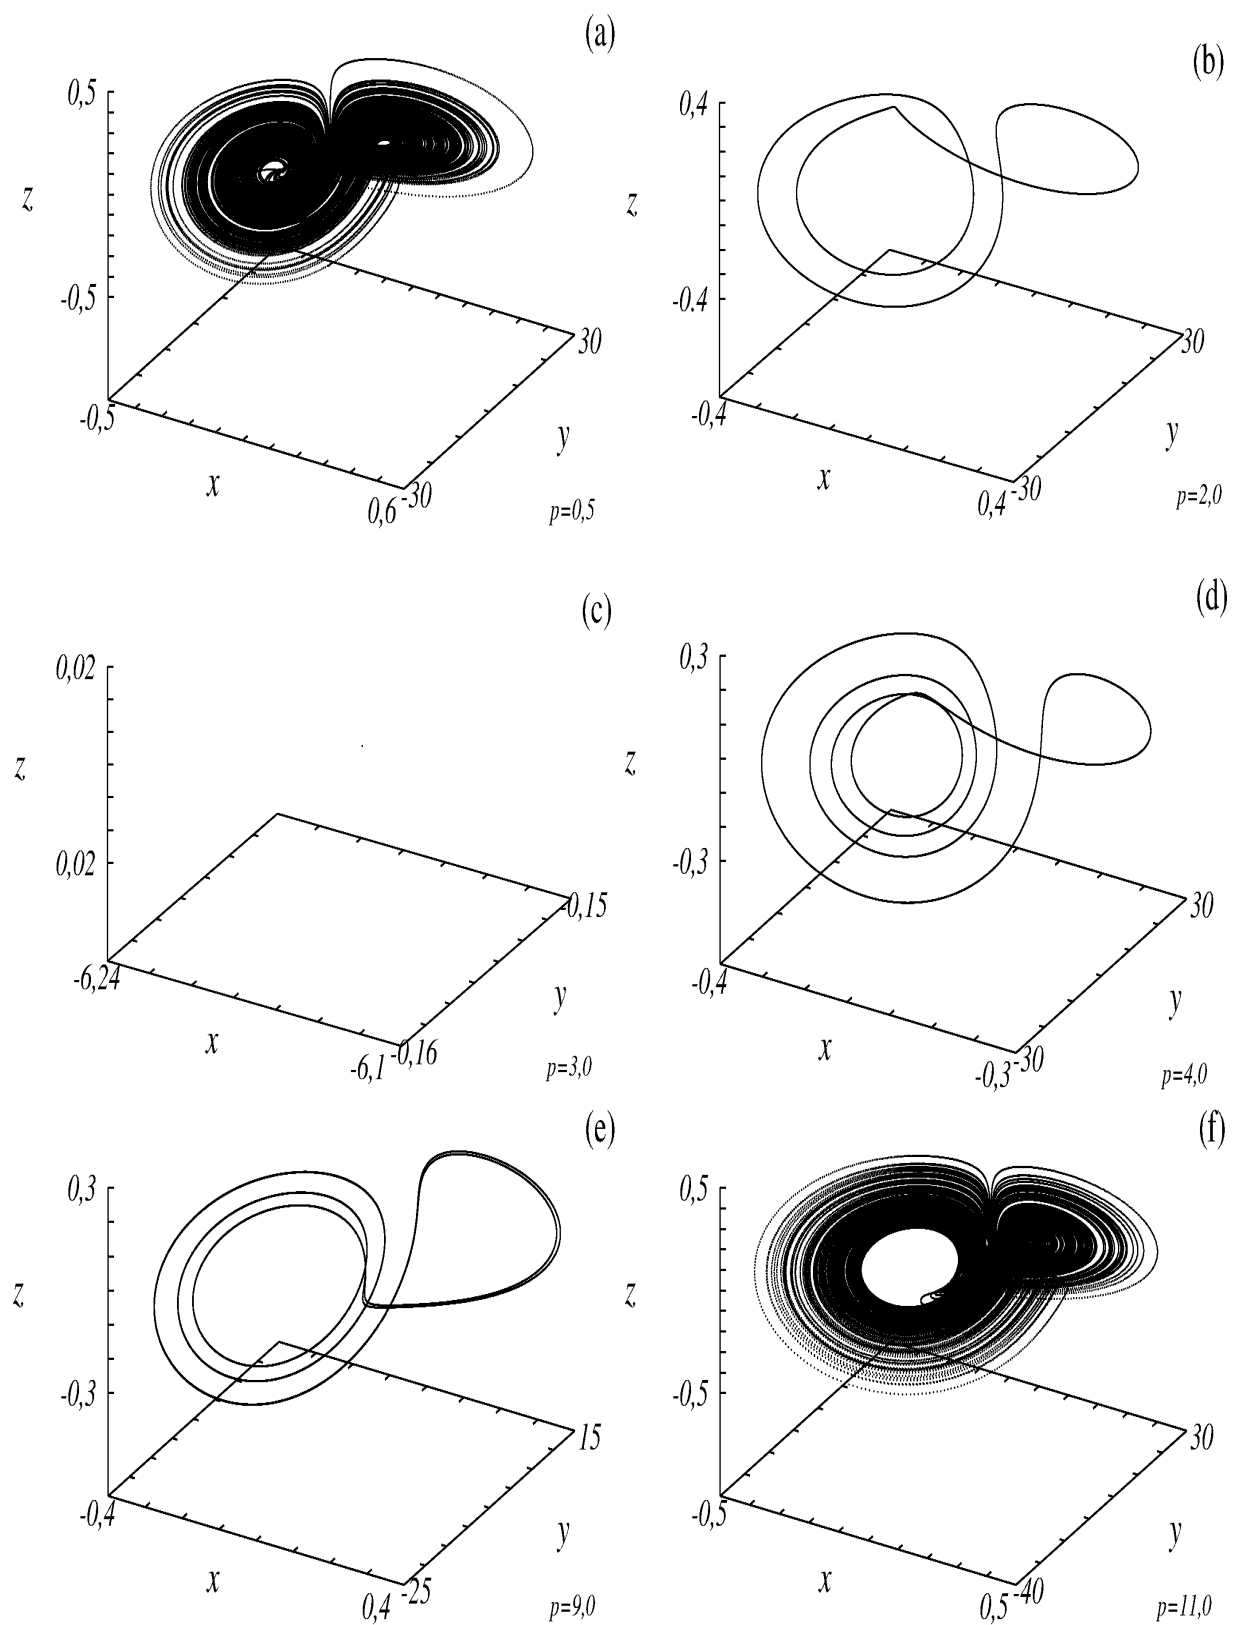 (a)
0,5
z
-0,5
30
-0,5
y
x
0,6
-30
p=0,5
(b)
0,4
z
-0.4
30
-0,4
y
x
0,4
-30
p=2,0
(c)
0,02
z
0,02
-0,15
-6,24
y
x
-6,1
-0,16
p=3,0
(d)
0,3
z
-0,3
30
-0,4
y
x
-0,3
-30
p=4,0
(e)
0,3
z
-0,3
15
-0,4
y
x
0,4
-25
p=9,0
(f)
0,5
z
-0,5
30
-0,5
y
x
0,5
-40
p=11,0